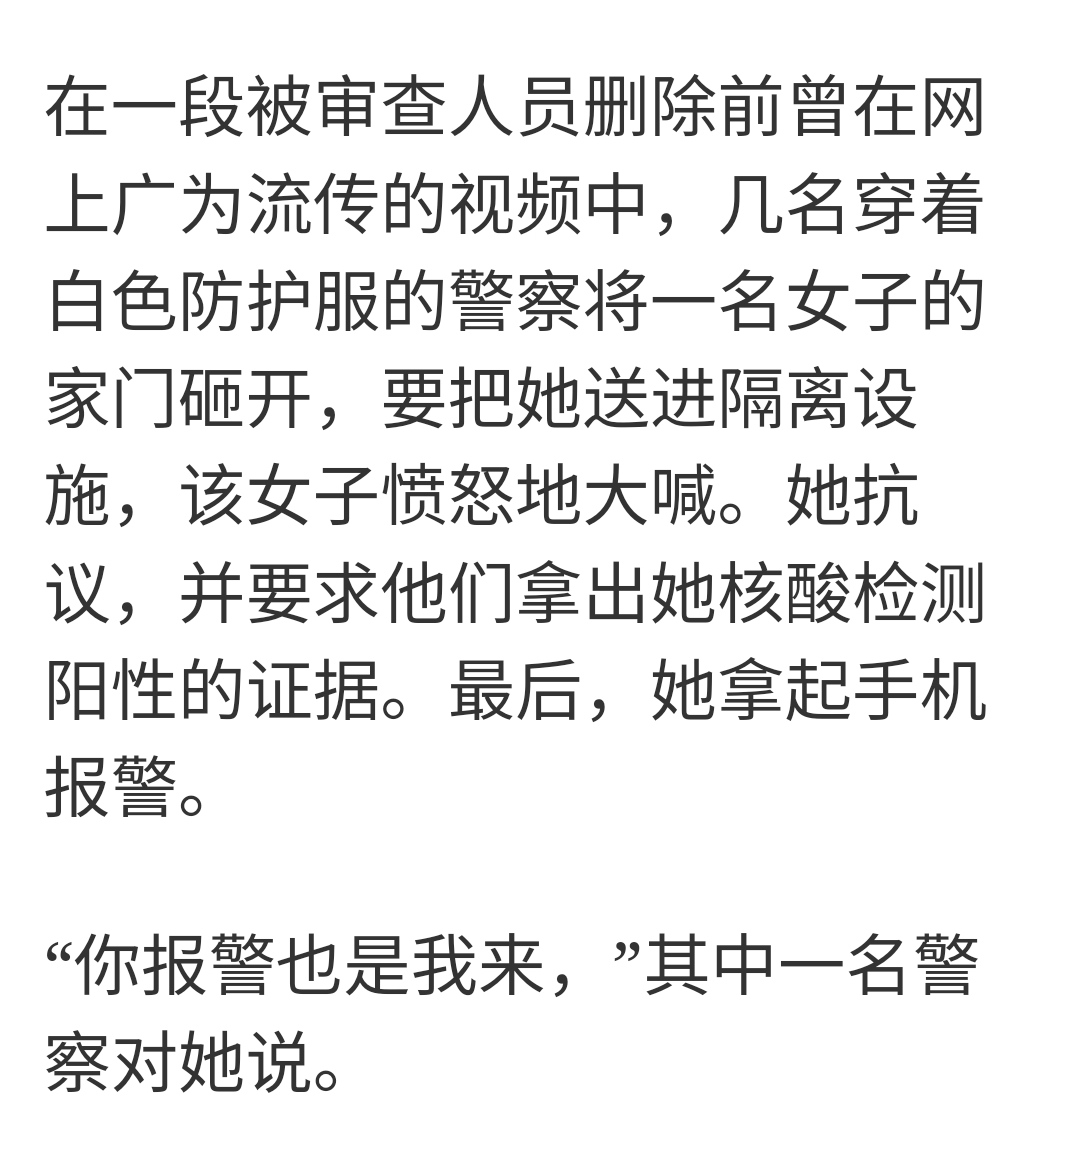 在一段被审查人员删除前曾在网
上广为流传的视频中，几名穿着
白色防护服的警察将一名女子的
家门砸开，要把她送进隔离设
施，该女子愤怒地大喊。她抗
议，并要求他们拿出她核酸检测
阳性的证据。最后，她拿起手机
报警。
“你报警也是我来，”其中一名警
察对她说。